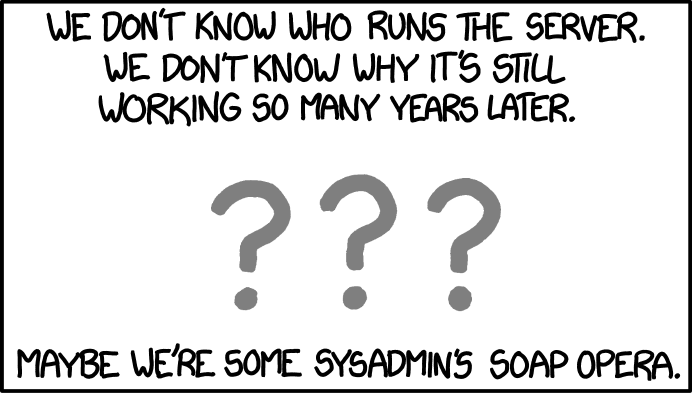 WE DON'T KNOW WHO RUNS THE SERVER.
WE DON'T KNOW WHY IT'S STILL
WORKING SO MANY YEARS LATER.
? ? ?
MAYBE WE'RE SOME SYSADMIN'S SOAP OPERA.